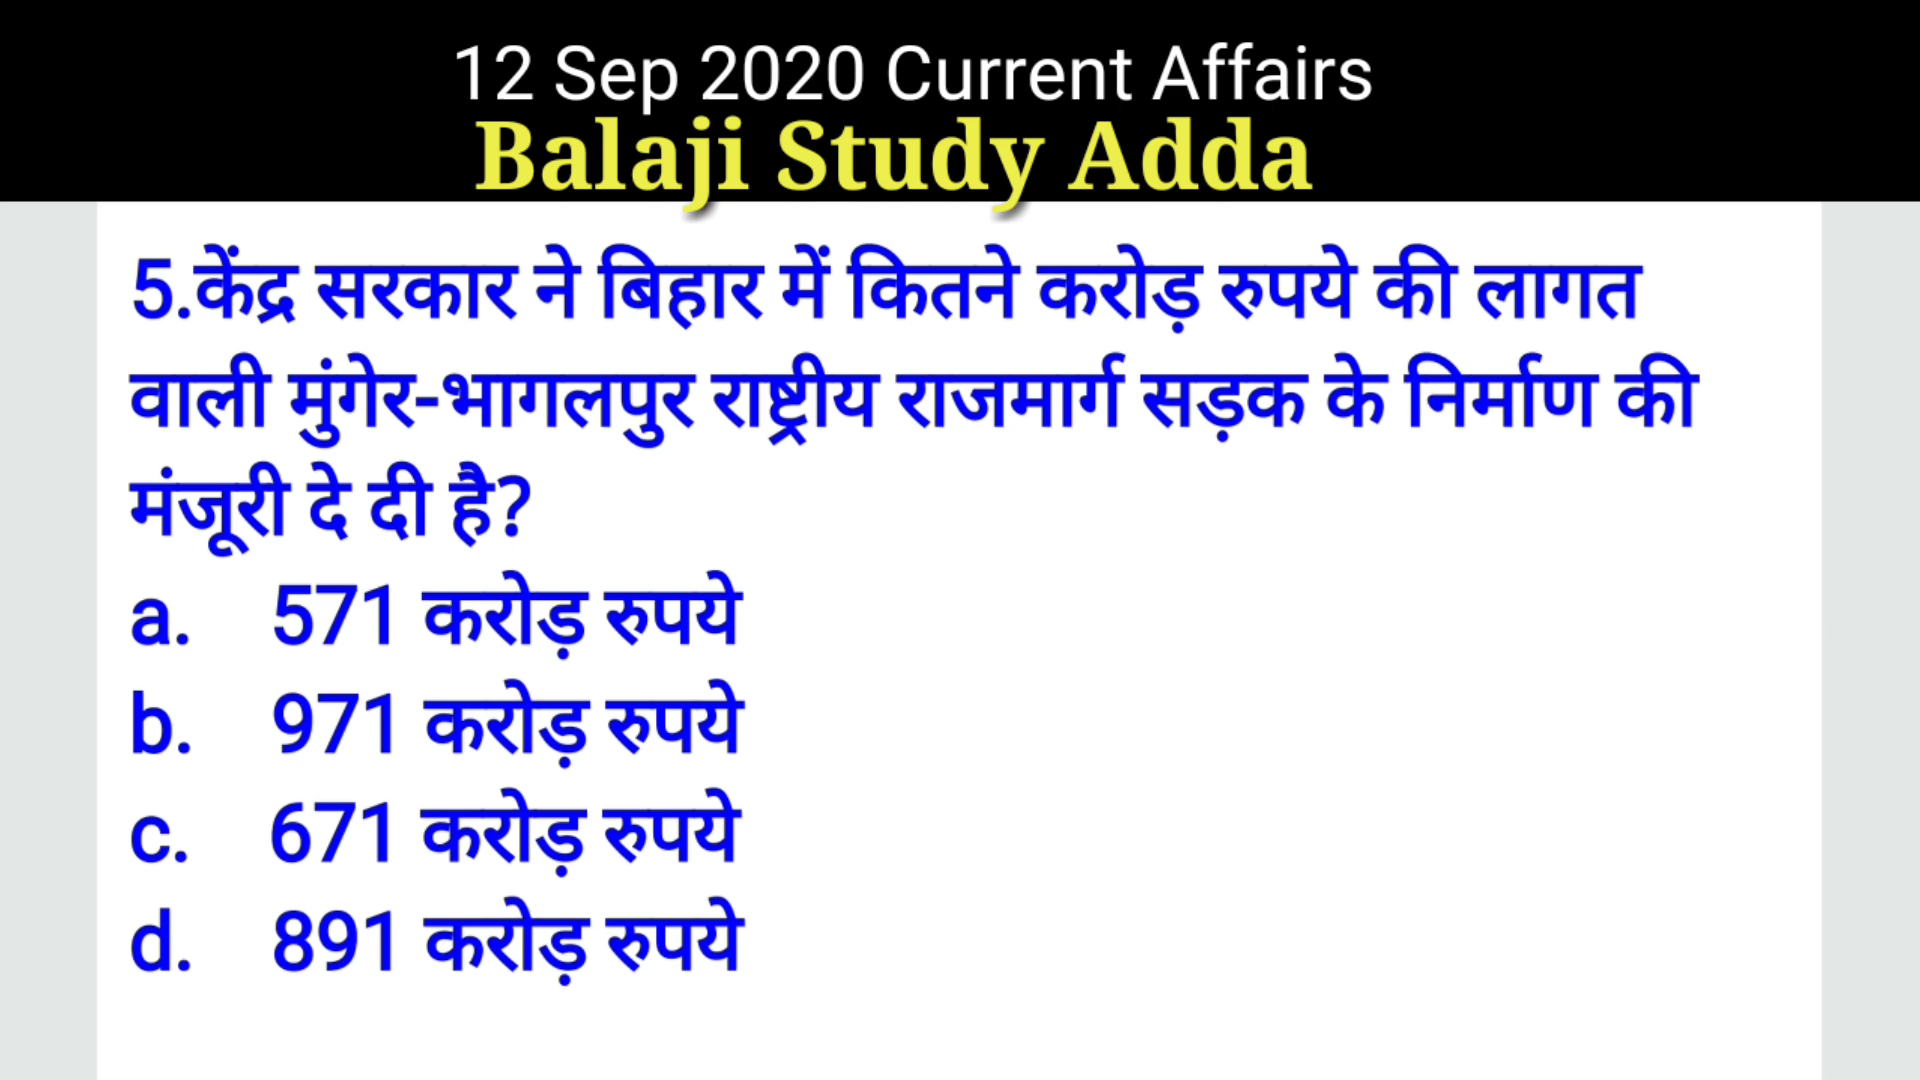 12 Sep 2020 Current Affairs
Balaji Study Adda
5.केंद्र सरकार ने बिहार में कितने करोड़ रुपये की लागत
वाली मुंगेर-भागलपुर राष्ट्रीय राजमार्ग सड़क के निर्माण की
मंजूरी दे दी है?
a. 571 करोड़ रुपये
b. 971 करोड़ रुपये
c. 671 करोड़ रुपये
d. 891 करोड़ रुपये